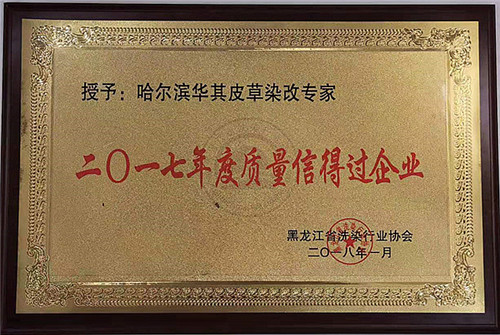 授予：哈尔滨华其皮草染改专家
二〇一七年度质量信得过企业
黑龙江省洗染行业协会
二〇一八年一月